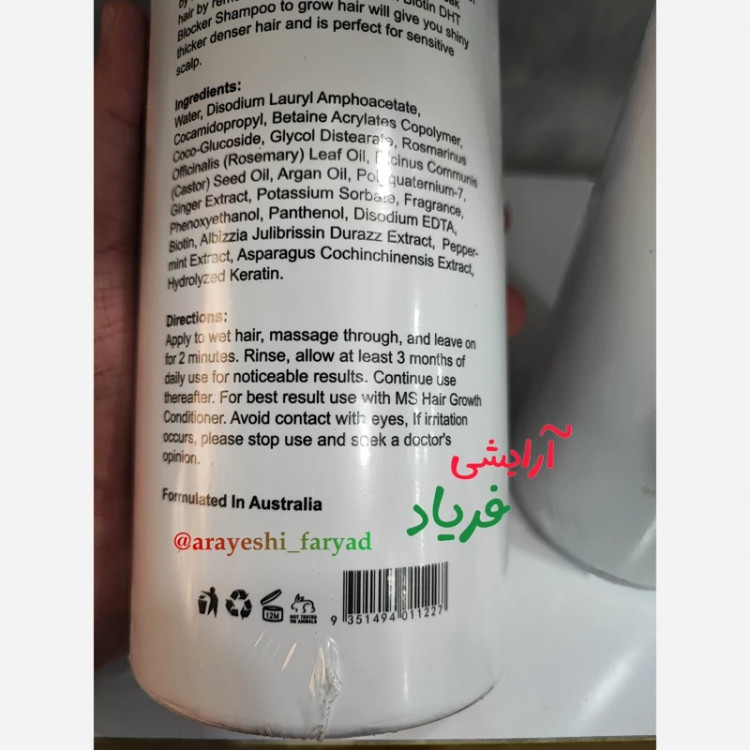 hair by
Biotin DHT
Blocker Shampoo to grow hair will give you shiny
thicker denser hair and is perfect for sensitive
scalp.
Ingredients:
Water, Disodium Lauryl Amphoacetate,
Cocamidopropyl, Betaine Acrylates Copolymer,
Coco-Glucoside, Glycol Distearate, Rosmarinus
Officinalis (Rosemary) Leaf Oil, Ricinus Communis
(Castor) Seed Oil, Argan Oil, Polyquaternium-7,
Ginger Extract, Potassium Sorbate, Fragrance,
Phenoxyethanol, Panthenol, Disodium EDTA,
Biotin, Albizzia Julibrissin Durazz Extract, Pepper-
mint Extract, Asparagus Cochinchinensis Extract,
Hydrolyzed Keratin.
Directions:
Apply to wet hair, massage through, and leave on
for 2 minutes. Rinse, allow at least 3 months of
daily use for noticeable results. Continue use
thereafter. For best result use with MS Hair Growth
Conditioner. Avoid contact with eyes, If irritation
occurs, please stop use and seek a doctor's
opinion.
آرایشی
فریاد
Formulated In Australia
@arayeshi_faryad
12M
NOT TESTED
ON ANIMALS
9 351494 011227